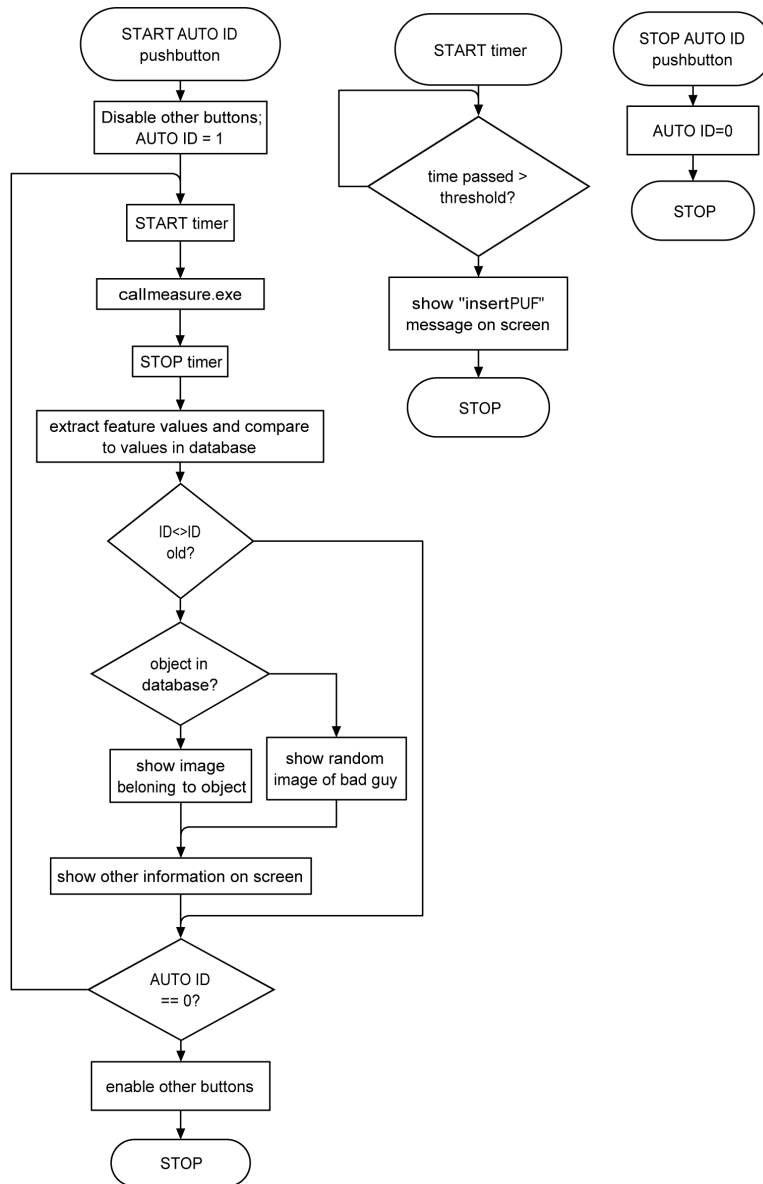 START AUTO ID
pushbutton
Disable other buttons;
AUTO ID = 1
START timer
callmeasure.exe
STOP timer
extract feature values and compare
to values in database
ID<>ID
old?
object in
database?
show image
beloning to object
show random
image of bad guy
show other information on screen
AUTO ID
== 0?
enable other buttons
STOP
START timer
time passed >
threshold?
show "insertPUF"
message on screen
STOP
STOP AUTO ID
pushbutton
AUTO ID=0
STOP